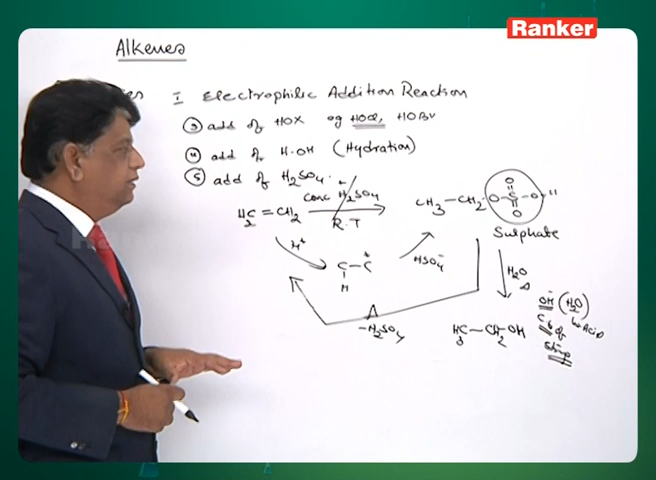 Ranker
Alkenes
I Electrophilic Addition Reaction
③ add of HOX eg HOCl, HOBr
④ add of H-OH (Hydration)
⑤ add of H₂SO₄.
Conc H₂SO₄
H₂C=CH₂ R.T CH₃-CH₂-O-S-O-H
O
O
Sulphate
H⁺ C-C⁺ HSO₄⁻ H₂O
H Δ
Δ OH⁻ (H₂O)
-H₂SO₄ H₃C-CH₂-OH